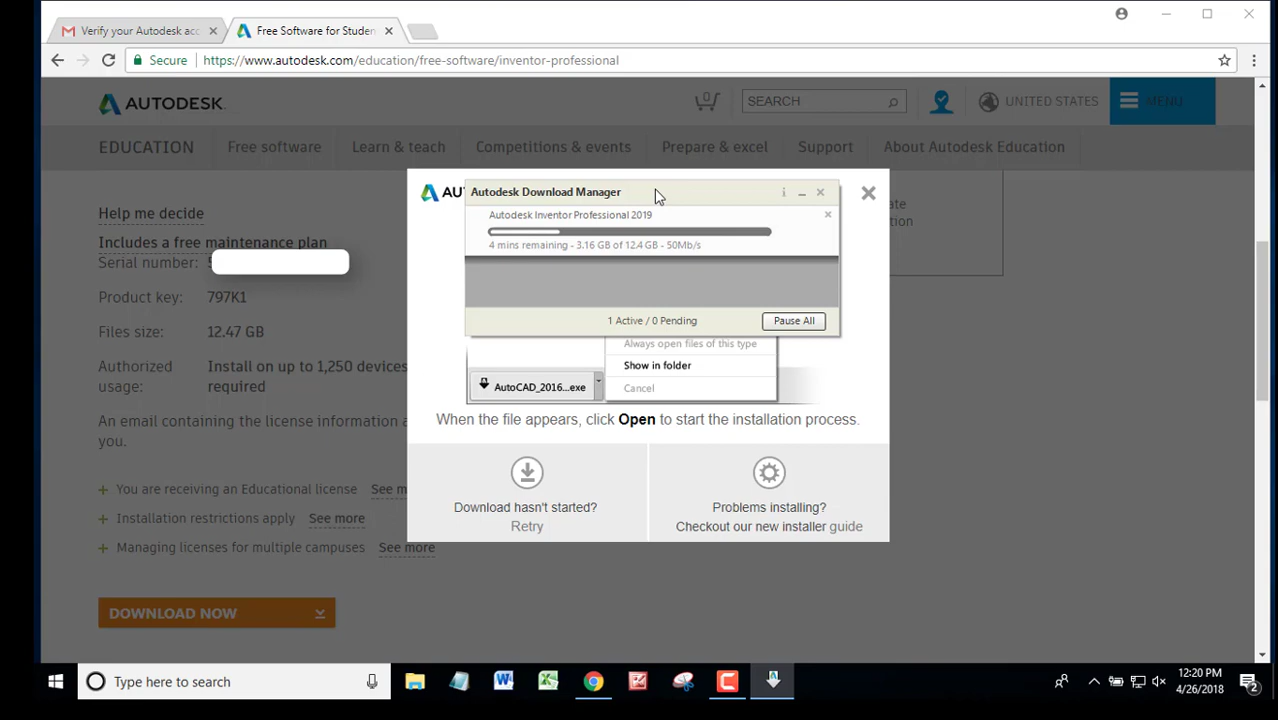 Verify your Autodesk acc
Free Software for Studen
Secure
https://www.autodesk.com/education/free-software/inventor-professional
AUTODESK.
0
SEARCH
UNITED STATES
MENU
EDUCATION
Free software
Learn & teach
Competitions & events
Prepare & excel
Support
About Autodesk Education
AU
Autodesk Download Manager
Autodesk Inventor Professional 2019
4 mins remaining - 3.16 GB of 12.4 GB - 50Mb/s
1 Active / 0 Pending
Pause All
Help me decide
Includes a free maintenance plan
Serial number: 5
Product key: 797K1
Files size: 12.47 GB
Authorized usage: Install on up to 1,250 devices
required
ate
es
Always open files of this type
Show in folder
Cancel
AutoCAD_2016...exe
When the file appears, click Open to start the installation process.
An email containing the license information a
you.
You are receiving an Educational license See m
Installation restrictions apply See more
Managing licenses for multiple campuses See more
Download hasn't started?
Retry
Problems installing?
Checkout our new installer guide
DOWNLOAD NOW
Type here to search
12:20 PM
4/26/2018
2